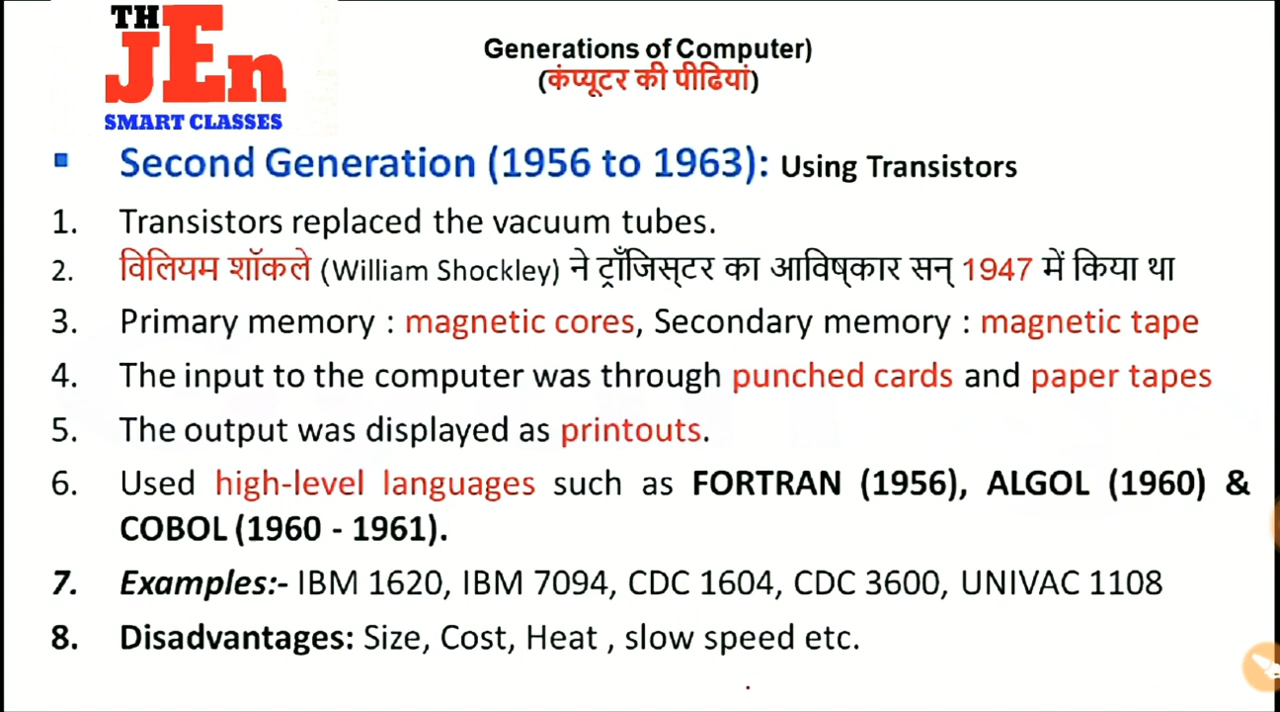 TH
JEn
SMART CLASSES
Generations of Computer)
(कंप्यूटर की पीढियां)
▪ Second Generation (1956 to 1963): Using Transistors
1. Transistors replaced the vacuum tubes.
2. विलियम शॉकले (William Shockley) ने ट्राँजिस्‌टर का आविष्‌कार सन् 1947 में किया था
3. Primary memory : magnetic cores, Secondary memory : magnetic tape
4. The input to the computer was through punched cards and paper tapes
5. The output was displayed as printouts.
6. Used high-level languages such as FORTRAN (1956), ALGOL (1960) &
COBOL (1960 - 1961).
7. Examples:- IBM 1620, IBM 7094, CDC 1604, CDC 3600, UNIVAC 1108
8. Disadvantages: Size, Cost, Heat , slow speed etc.